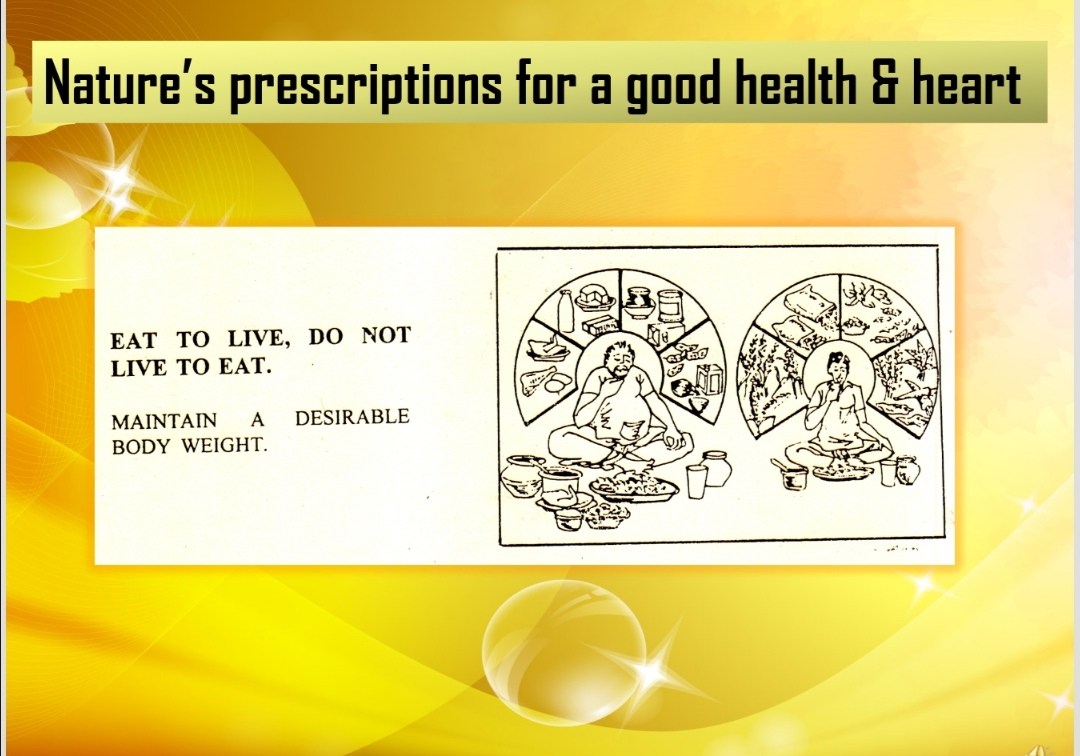 Nature's prescriptions for a good health & heart
EAT TO LIVE, DO NOT
LIVE TO EAT.
MAINTAIN A DESIRABLE
BODY WEIGHT.